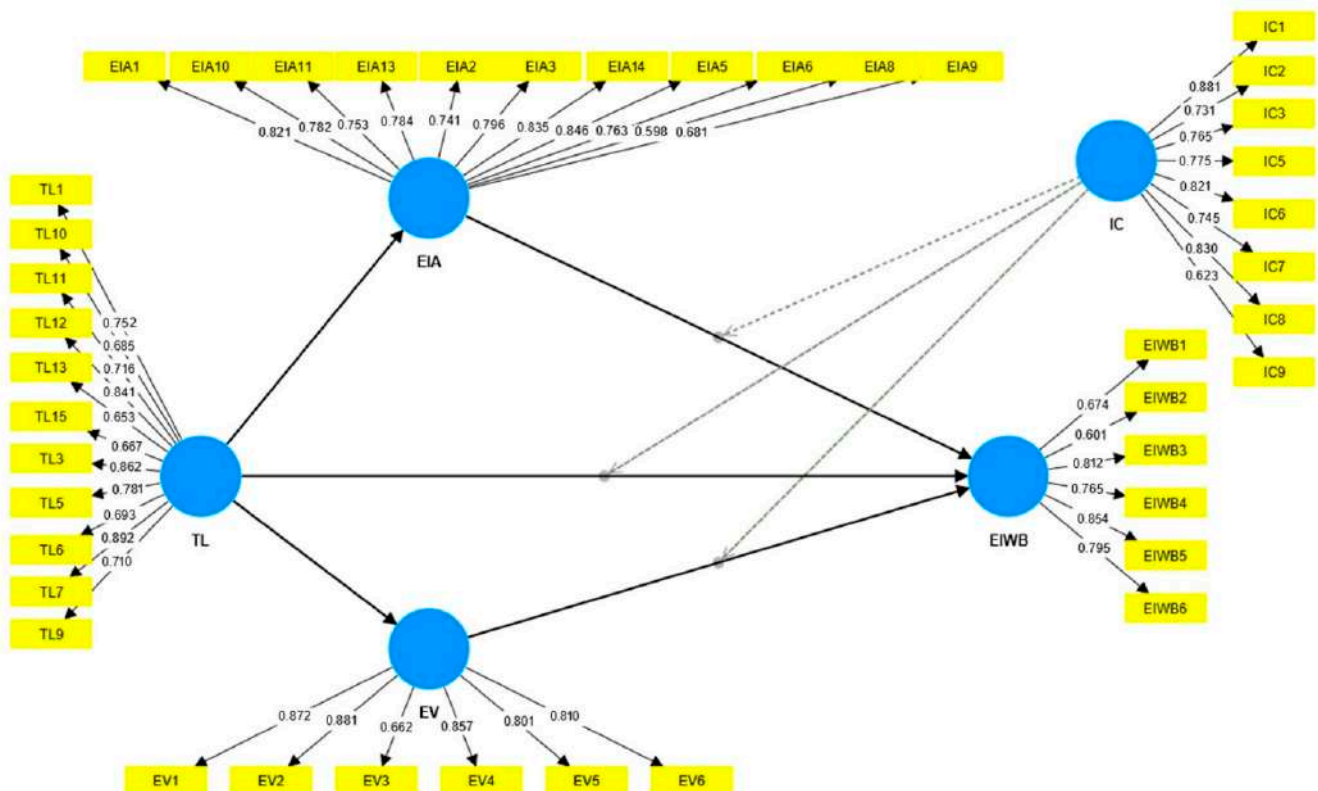 EIA1 EIA10 EIA11 EIA13 EIA2 EIA3 EIA14 EIA5 EIA6 EIA8 EIA9
0.821 0.782 0.753 0.784 0.741 0.796 0.835 0.846 0.763 0.598 0.681
EIA
IC1
IC2
IC3
IC5
IC6
IC7
IC8
IC9
0.881
0.731
0.765
0.775
0.821
0.745
0.830
0.623
IC
TL1
TL10
TL11
TL12
TL13
TL15
TL3
TL5
TL6
TL7
TL9
0.752
0.685
0.716
0.841
0.653
0.667
0.862
0.781
0.693
0.892
0.710
TL
EIWB1
EIWB2
EIWB3
EIWB4
EIWB5
EIWB6
0.674
0.601
0.812
0.765
0.854
0.795
EIWB
EV
0.872 0.881 0.662 0.857 0.801 0.810
EV1 EV2 EV3 EV4 EV5 EV6